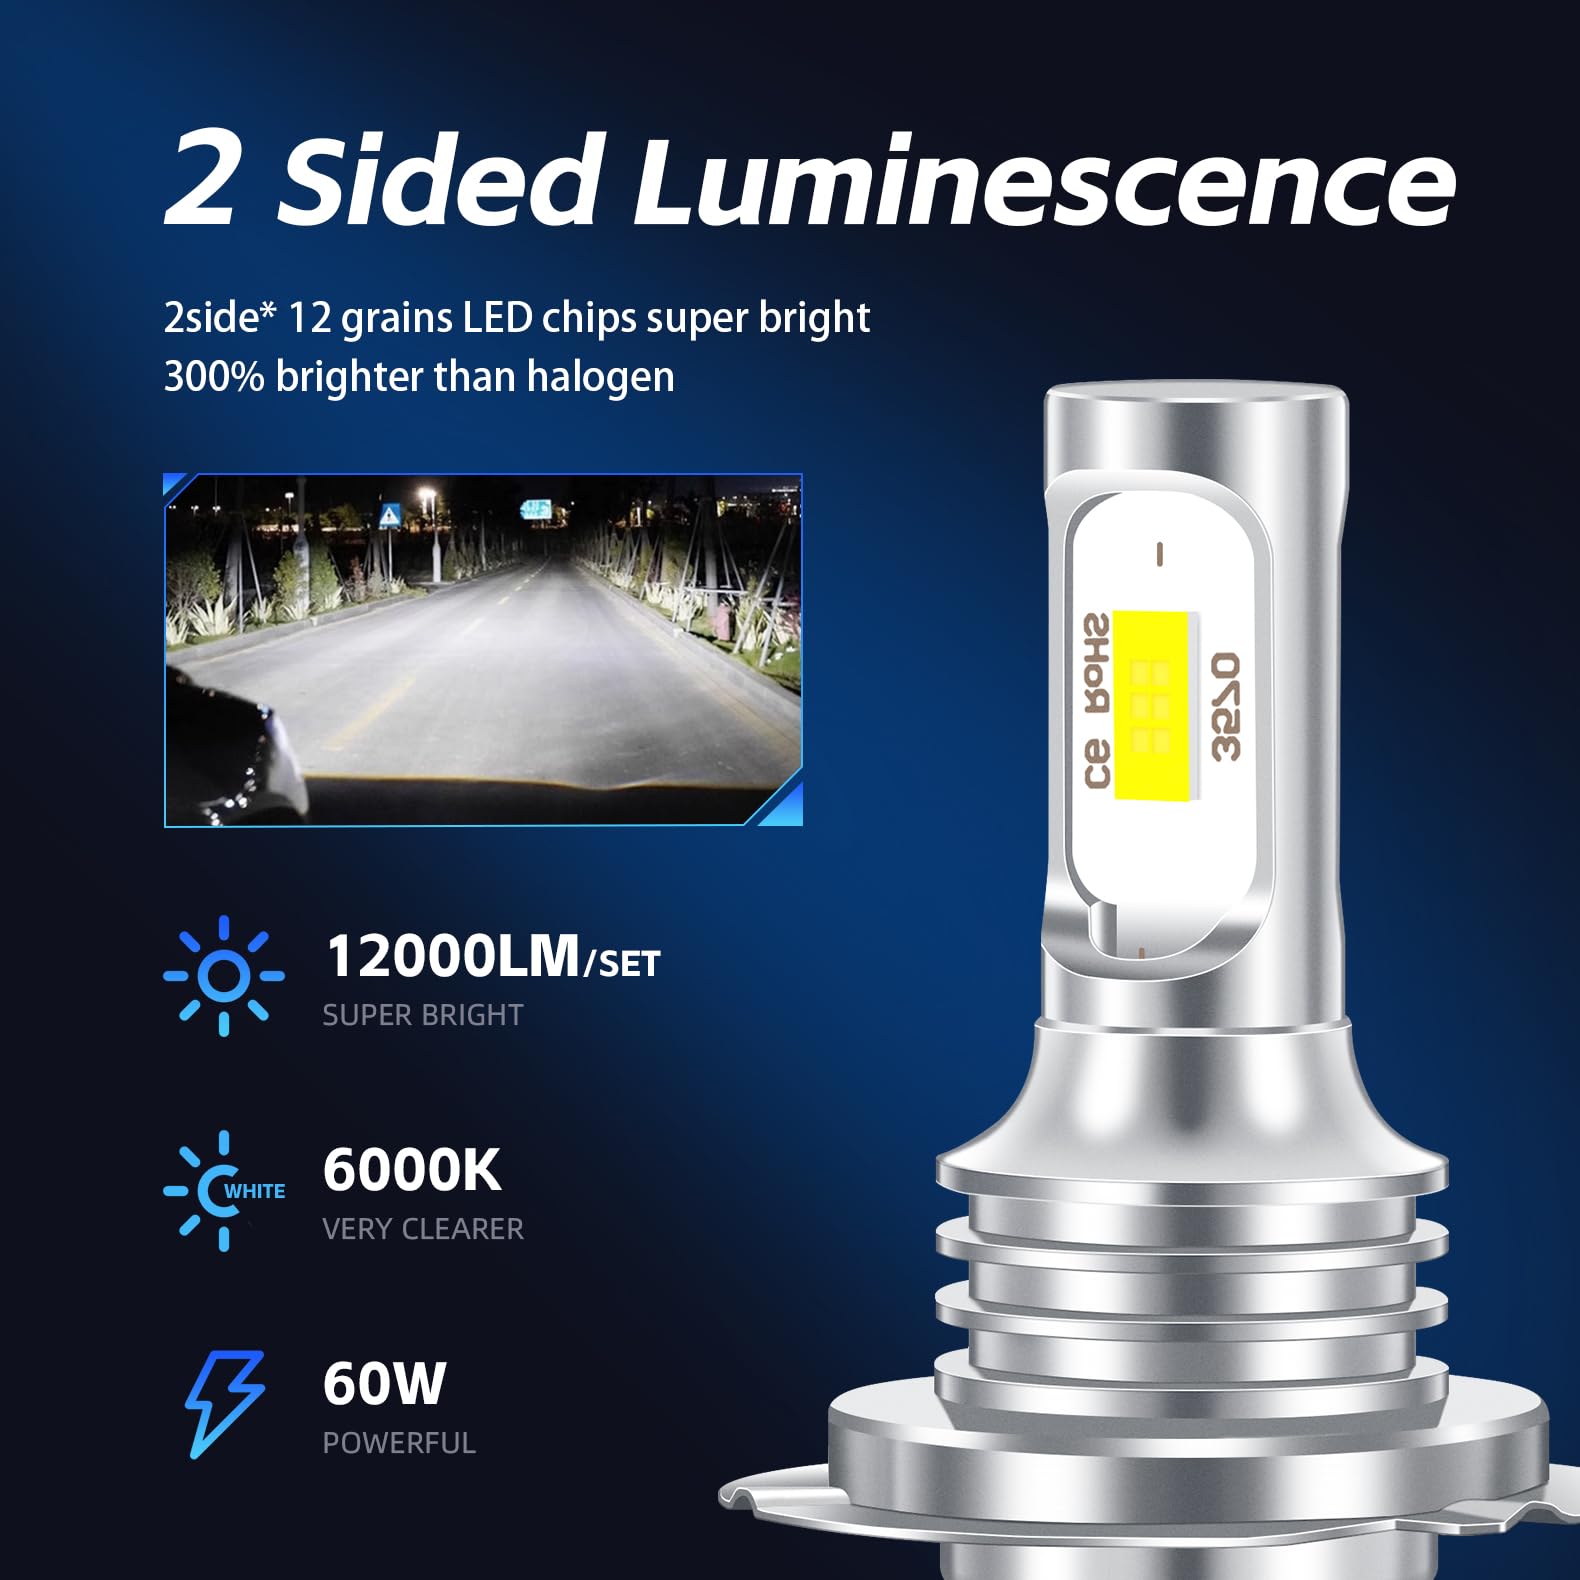 2 Sided Luminescence
2side* 12 grains LED chips super bright
300% brighter than halogen
12000LM/SET
SUPER BRIGHT
WHITE
6000K
VERY CLEARER
60W
POWERFUL
CE RoHS
3570